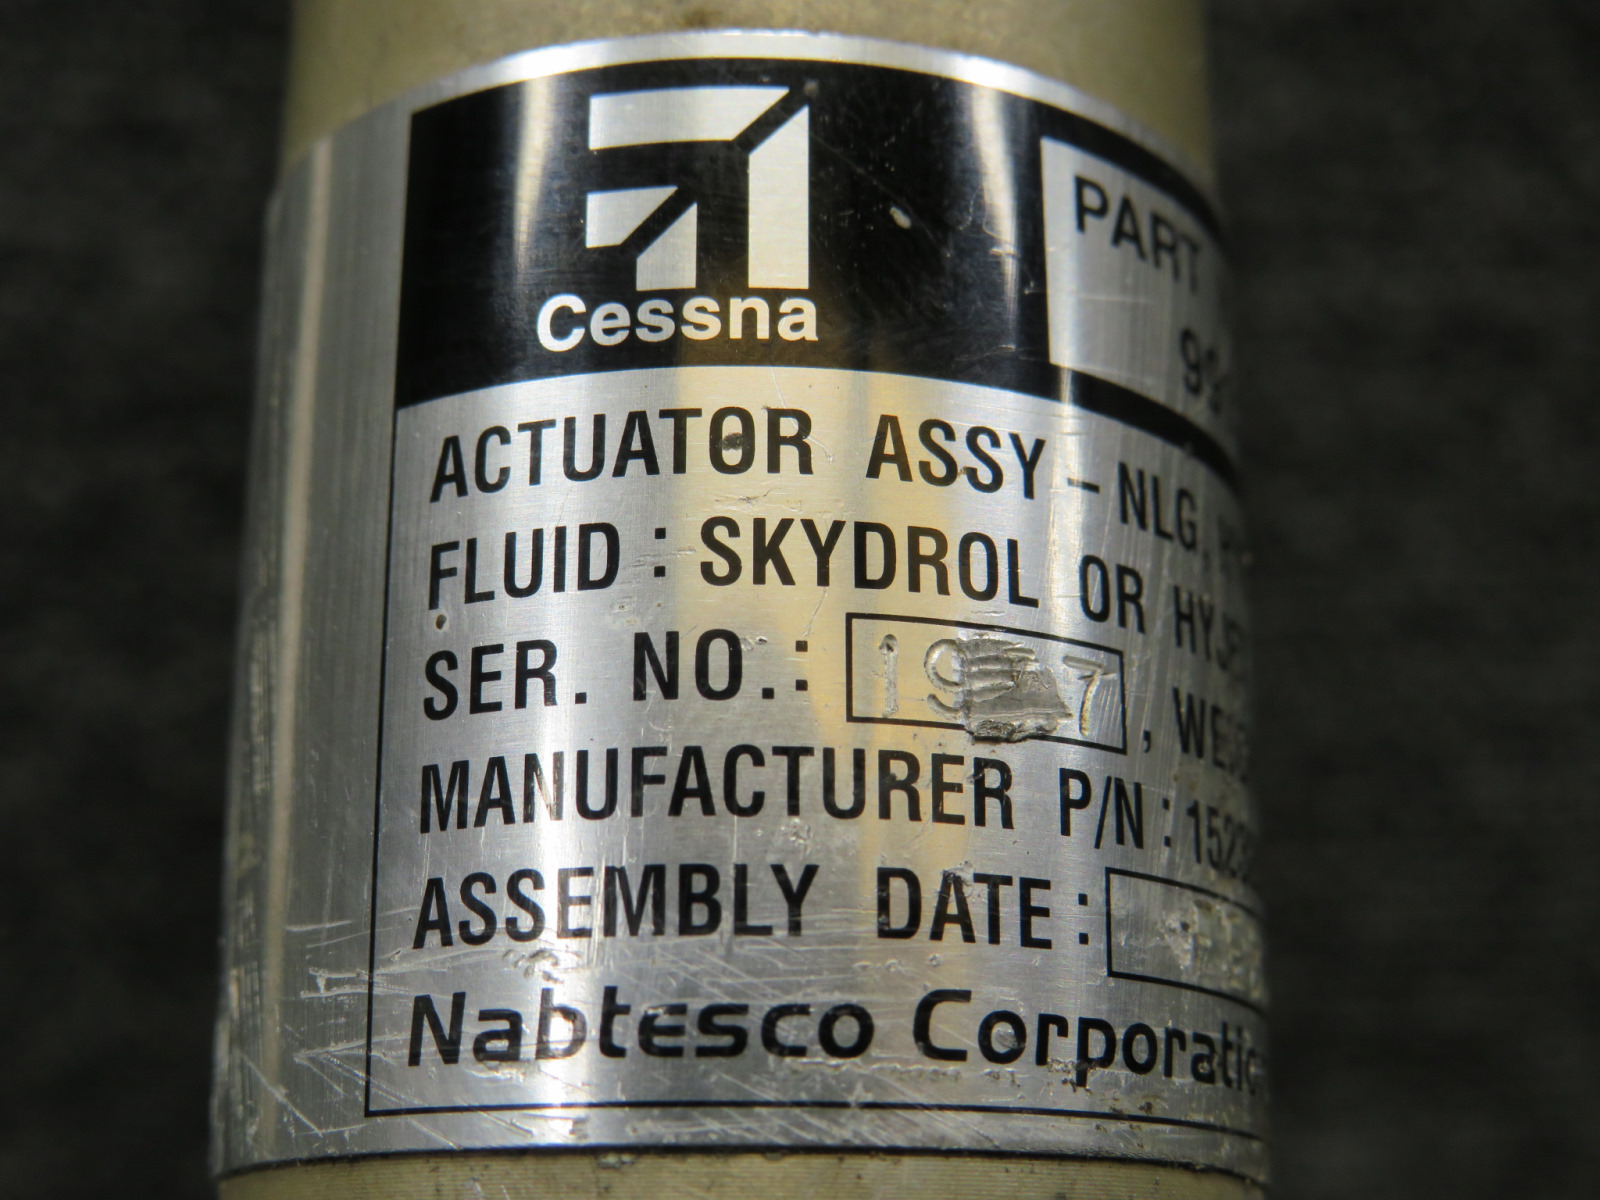 Cessna
PART
ACTUATOR ASSY – NLG,
FLUID : SKYDROL OR
SER. NO. :
MANUFACTURER P/N :
ASSEMBLY DATE :
Nabtesco